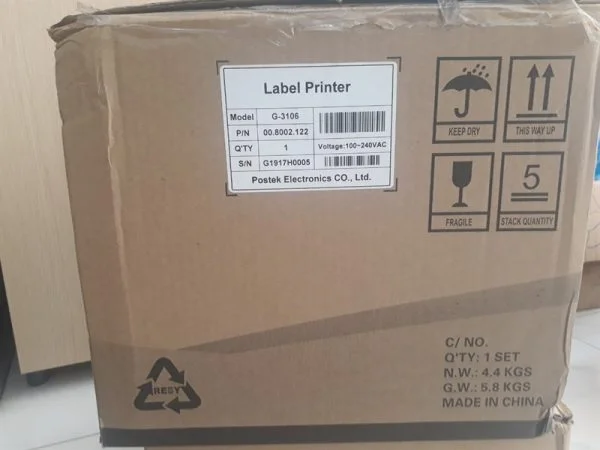 Label Printer
Model G-3106
P/N 00.8002.122
Q'TY 1 Voltage:100~240VAC
S/N G1917H0005
Postek Electronics CO., Ltd.
KEEP DRY
THIS WAY UP
FRAGILE
5
STACK QUANTITY
RESY
C/ NO.
Q'TY: 1 SET
N.W.: 4.4 KGS
G.W.: 5.8 KGS
MADE IN CHINA